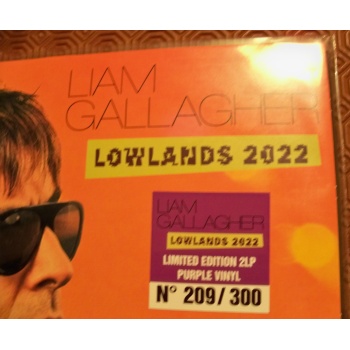 LIAM
GALLAGHER
LOWLANDS 2022
LIAM
GALLAGHER
LOWLANDS 2022
LIMITED EDITION 2LP
PURPLE VINYL
N° 209/300